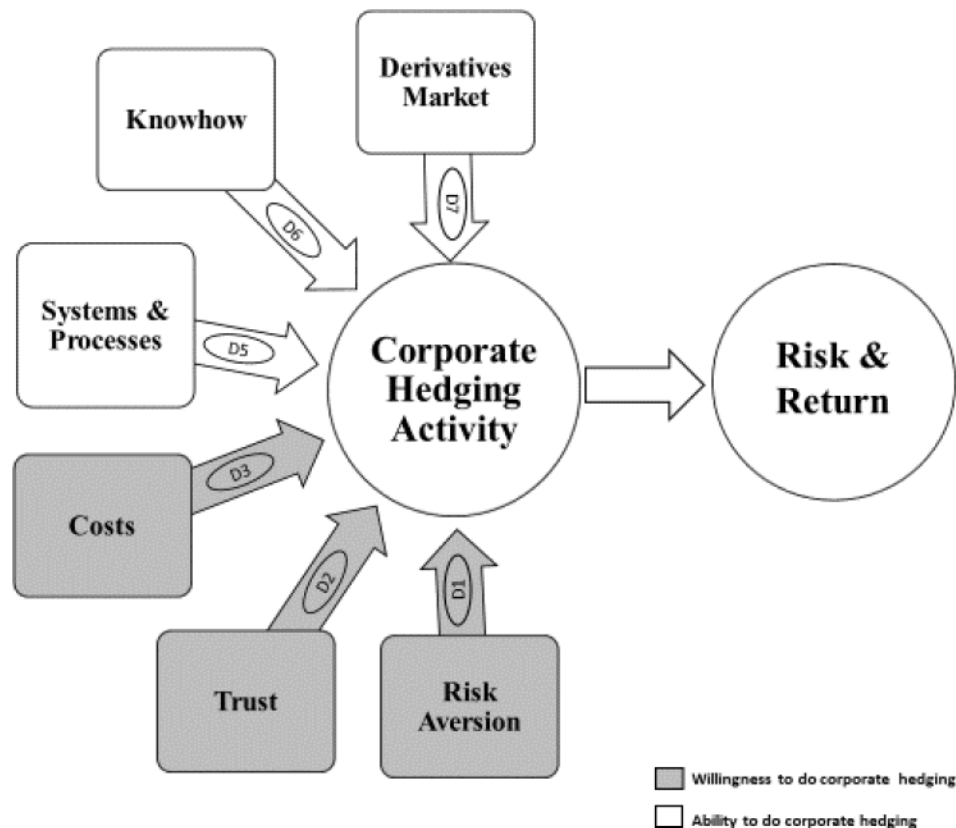 Derivatives
Market
Knowhow
D7
D6
Systems &
Processes
D5
Corporate
Hedging
Activity
Risk &
Return
Costs
D3
Trust
D2
Risk
Aversion
D1
Willingness to do corporate hedging
Ability to do corporate hedging